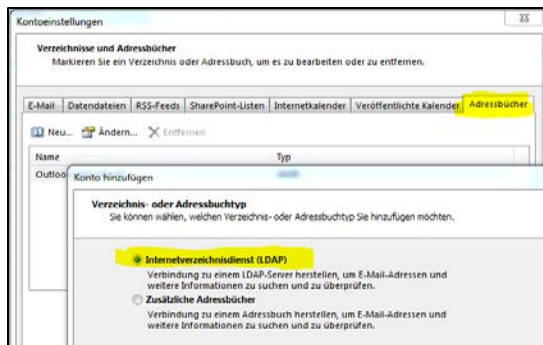 Kontoeinstellungen
Verzeichnisse und Adressbücher
Markieren Sie ein Verzeichnis oder Adressbuch, um es zu bearbeiten oder zu entfernen.
E-Mail Datendateien RSS-Feeds SharePoint-Listen Internetkalender Veröffentlichte Kalender Adressbücher
Neu... Ändern... Entfernen
Name Typ
Outloo
Konto hinzufügen
Verzeichnis- oder Adressbuchtyp
Sie können wählen, welchen Verzeichnis- oder Adressbuchtyp Sie hinzufügen möchten.
Internetverzeichnisdienst (LDAP)
Verbindung zu einem LDAP-Server herstellen, um E-Mail-Adressen und
weitere Informationen zu suchen und zu überprüfen.
Zusätzliche Adressbücher
Verbindung zu einem Adressbuch herstellen, um E-Mail-Adressen und
weitere Informationen zu suchen und zu überprüfen.